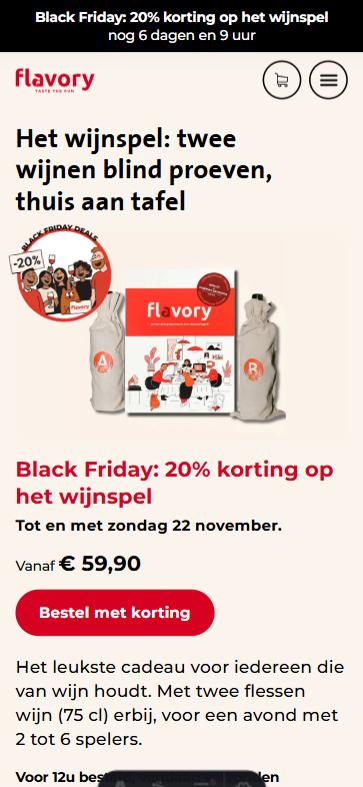 Black Friday: 20% korting op het wijnspel
nog 6 dagen en 9 uur
flavory
TASTE THE FUN
Het wijnspel: twee
wijnen blind proeven,
thuis aan tafel
BLACK FRIDAY DEALS
-20%
flavory
flavory
A
B
Black Friday: 20% korting op
het wijnspel
Tot en met zondag 22 november.
Vanaf € 59,90
Bestel met korting
Het leukste cadeau voor iedereen die
van wijn houdt. Met twee flessen
wijn (75 cl) erbij, voor een avond met
2 tot 6 spelers.
Voor 12u